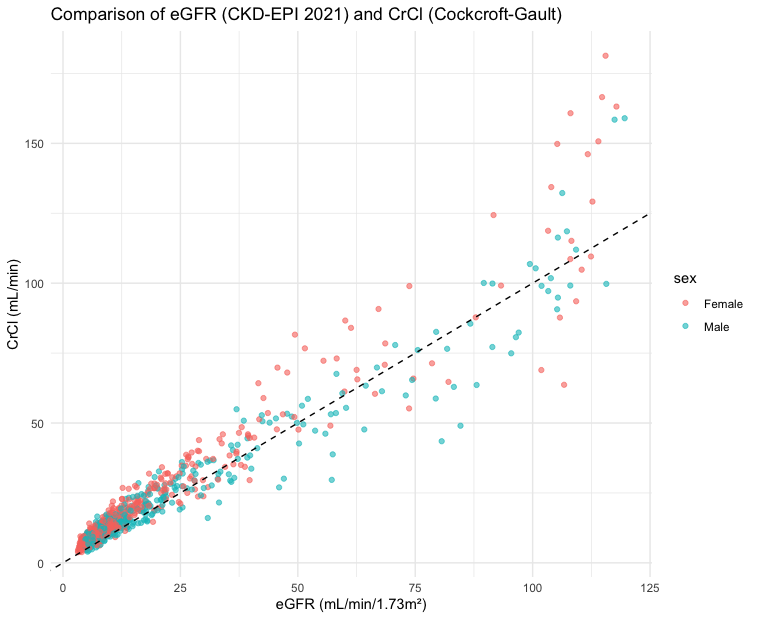 Comparison of eGFR (CKD-EPI 2021) and CrCl (Cockcroft-Gault)
150
100
50
0
CrCl (mL/min)
0 25 50 75 100 125
eGFR (mL/min/1.73m²)
sex
Female
Male